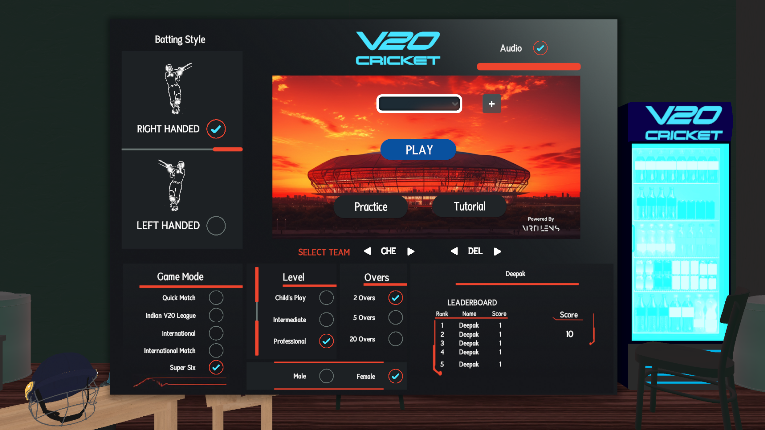 Batting Style
RIGHT HANDED
LEFT HANDED
V20
CRICKET
Audio
+
PLAY
Practice
Tutorial
Powered By
VIRTLENS
SELECT TEAM CHE DEL
Game Mode
Quick Match
Indian V20 League
International
International Match
Super Six
Level
Child's Play
Intermediate
Professional
Overs
2 Overs
5 Overs
20 Overs
Male
Female
Deepak
LEADERBOARD
Rank Name Score
1 Deepak 1
2 Deepak 1
3 Deepak 1
4 Deepak 1
5 Deepak 1
Score
10
V20
CRICKET